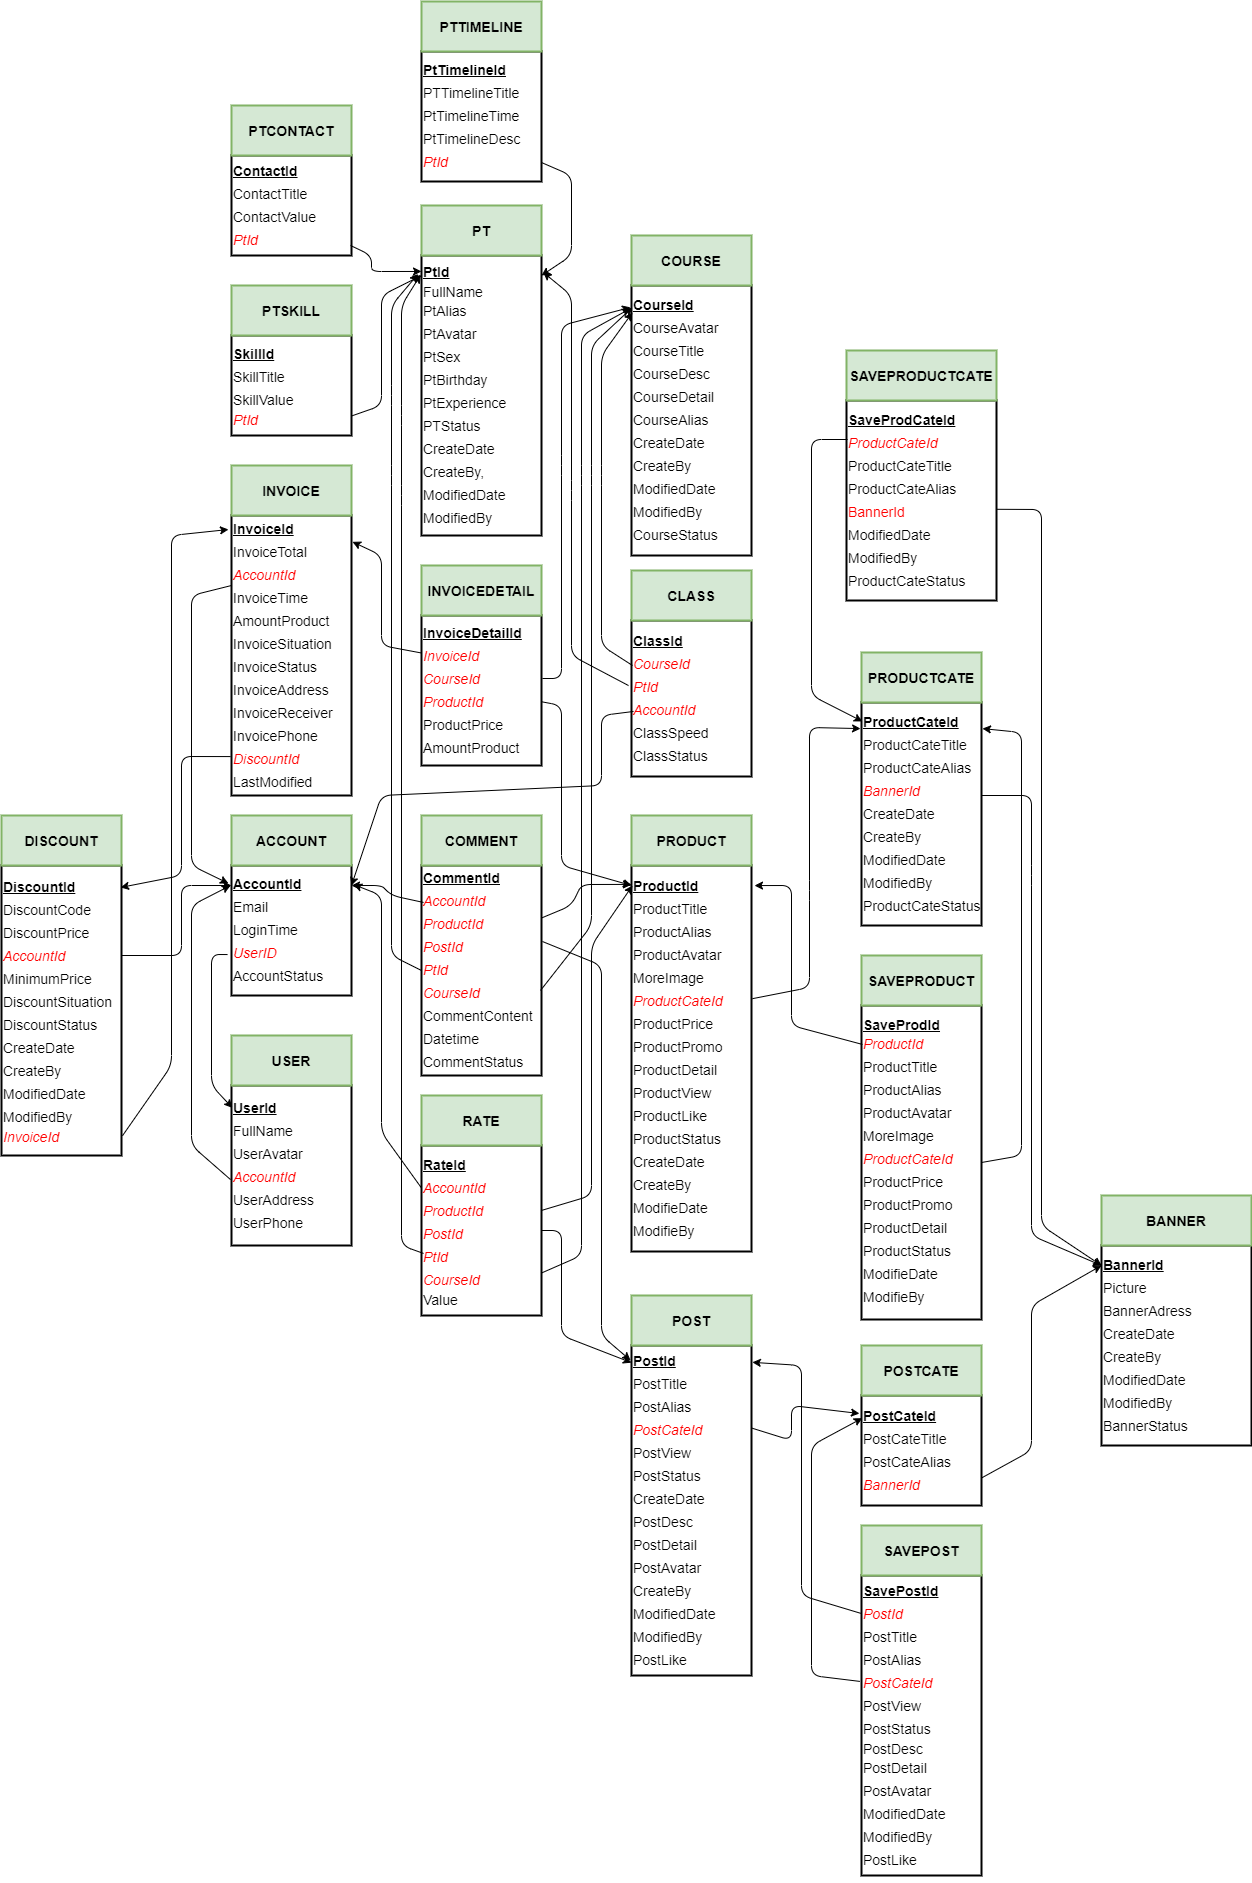 PTTIMELINE
PtTimelineId
PTTimelineTitle
PtTimelineTime
PtTimelineDesc
PtId
PTCONTACT
ContactId
ContactTitle
ContactValue
PtId
PT
PtId
FullName
PtAlias
PtAvatar
PtSex
PtBirthday
PtExperience
PTStatus
CreateDate
CreateBy,
ModifiedDate
ModifiedBy
COURSE
CourseId
CourseAvatar
CourseTitle
CourseDesc
CourseDetail
CourseAlias
CreateDate
CreateBy
ModifiedDate
ModifiedBy
CourseStatus
PTSKILL
SkillId
SkillTitle
SkillValue
PtId
SAVEPRODUCTCATE
SaveProdCateId
ProductCateId
ProductCateTitle
ProductCateAlias
BannerId
ModifiedDate
ModifiedBy
ProductCateStatus
INVOICE
InvoiceId
InvoiceTotal
AccountId
InvoiceTime
AmountProduct
InvoiceSituation
InvoiceStatus
InvoiceAddress
InvoiceReceiver
InvoicePhone
DiscountId
LastModified
INVOICEDETAIL
InvoiceDetailId
InvoiceId
CourseId
ProductId
ProductPrice
AmountProduct
CLASS
ClassId
CourseId
PtId
AccountId
ClassSpeed
ClassStatus
PRODUCTCATE
ProductCateId
ProductCateTitle
ProductCateAlias
BannerId
CreateDate
CreateBy
ModifiedDate
ModifiedBy
ProductCateStatus
DISCOUNT
DiscountId
DiscountCode
DiscountPrice
AccountId
MinimumPrice
DiscountSituation
DiscountStatus
CreateDate
CreateBy
ModifiedDate
ModifiedBy
InvoiceId
ACCOUNT
AccountId
Email
LoginTime
UserID
AccountStatus
COMMENT
CommentId
AccountId
ProductId
PostId
PtId
CourseId
CommentContent
Datetime
CommentStatus
PRODUCT
ProductId
ProductTitle
ProductAlias
ProductAvatar
MoreImage
ProductCateId
ProductPrice
ProductPromo
ProductDetail
ProductView
ProductLike
ProductStatus
CreateDate
CreateBy
ModifieDate
ModifieBy
SAVEPRODUCT
SaveProdId
ProductId
ProductTitle
ProductAlias
ProductAvatar
MoreImage
ProductCateId
ProductPrice
ProductPromo
ProductDetail
ProductStatus
ModifieDate
ModifieBy
USER
UserId
FullName
UserAvatar
AccountId
UserAddress
UserPhone
RATE
RateId
AccountId
ProductId
PostId
PtId
CourseId
Value
BANNER
BannerId
Picture
BannerAdress
CreateDate
CreateBy
ModifiedDate
ModifiedBy
BannerStatus
POST
PostId
PostTitle
PostAlias
PostCateId
PostView
PostStatus
CreateDate
PostDesc
PostDetail
PostAvatar
CreateBy
ModifiedDate
ModifiedBy
PostLike
POSTCATE
PostCateId
PostCateTitle
PostCateAlias
BannerId
SAVEPOST
SavePostId
PostId
PostTitle
PostAlias
PostCateId
PostView
PostStatus
PostDesc
PostDetail
PostAvatar
ModifiedDate
ModifiedBy
PostLike